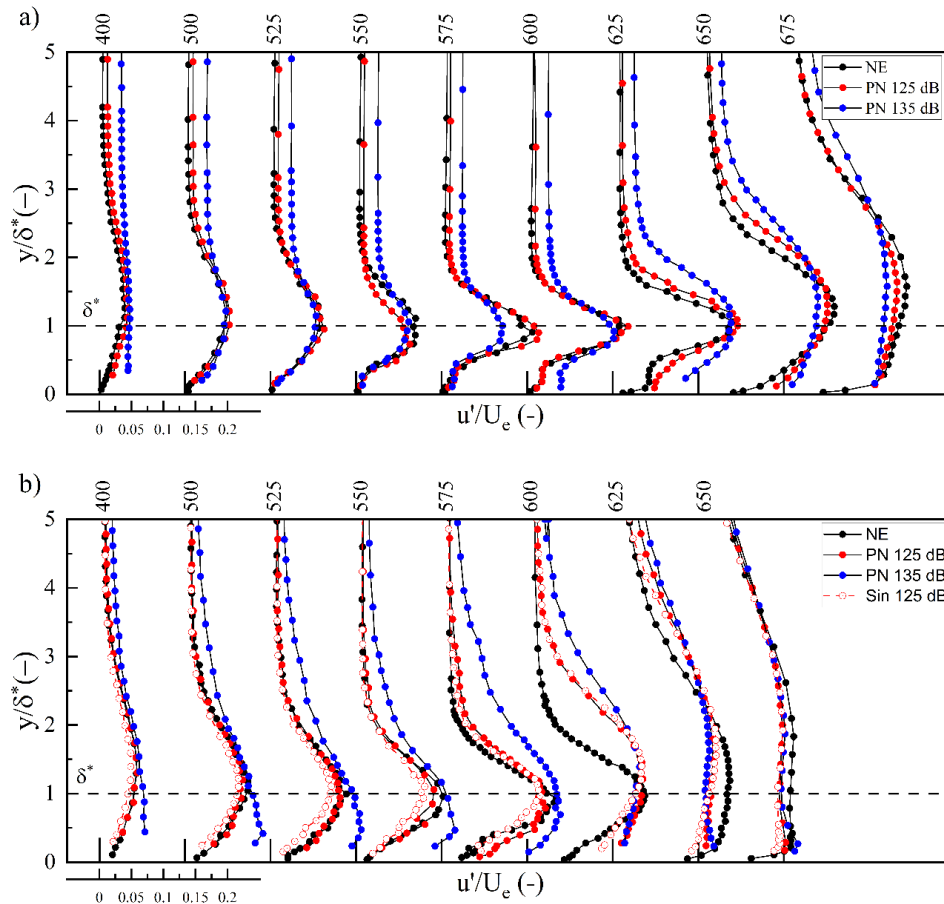 a)
400 500 525 550 575 600 625 650 675
5
4
3
2
1
0
y/δ*(-)
δ*
NE
PN 125 dB
PN 135 dB
u'/Uₑ (-)
0 0.05 0.1 0.15 0.2
b)
400 500 525 550 575 600 625 650
5
4
3
2
1
0
y/δ*(-)
δ*
NE
PN 125 dB
PN 135 dB
Sin 125 dB
u'/Uₑ (-)
0 0.05 0.1 0.15 0.2